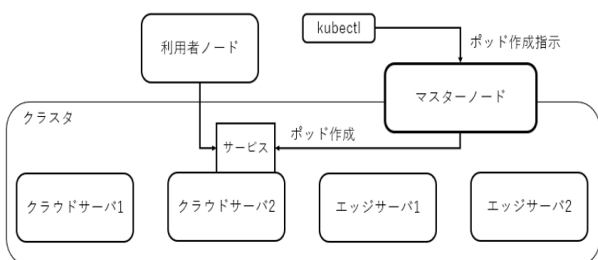 kubectl
利用者ノード
ポッド作成指示
マスターノード
クラスタ
サービス
ポッド作成
クラウドサーバ1
クラウドサーバ2
エッジサーバ1
エッジサーバ2